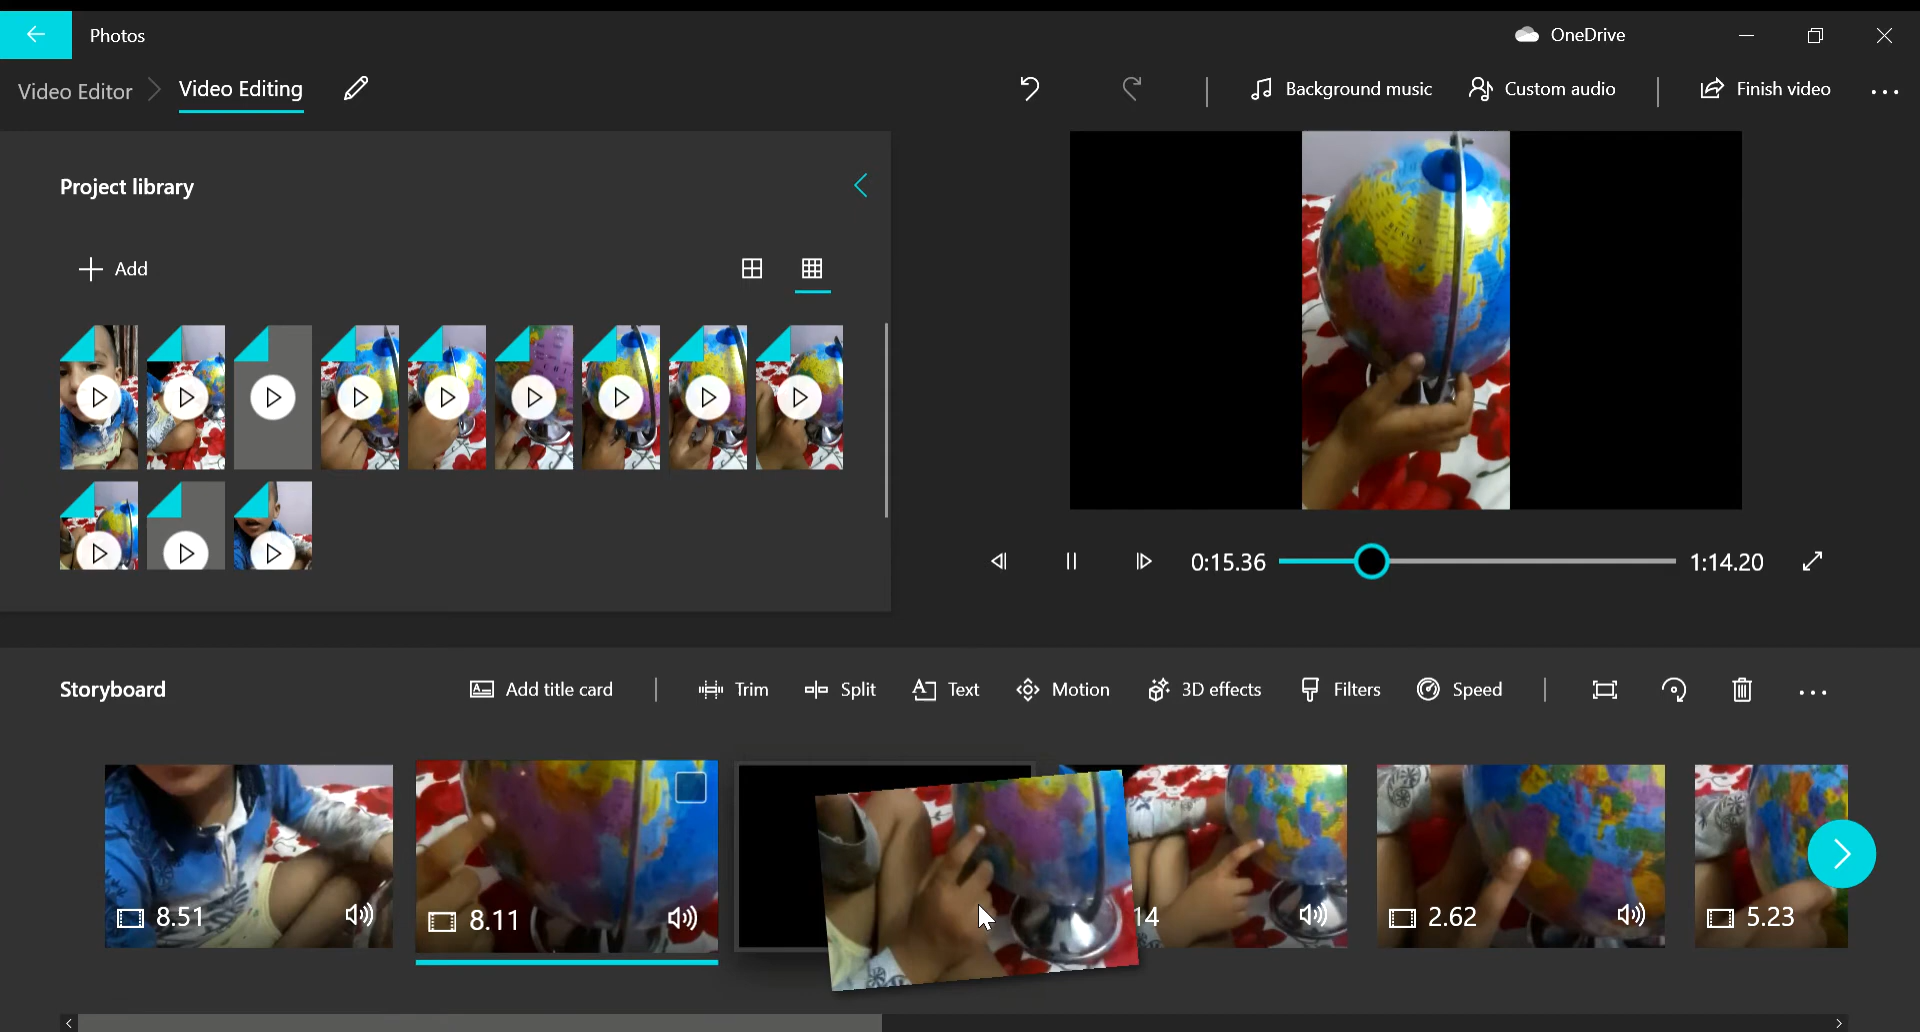 Photos
OneDrive
Video Editor
Video Editing
Background music
Custom audio
Finish video
Project library
Add
RUSSIA
0:15.36
1:14.20
Storyboard
Add title card
Trim
Split
Text
Motion
3D effects
Filters
Speed
8.51
8.11
14
2.62
5.23